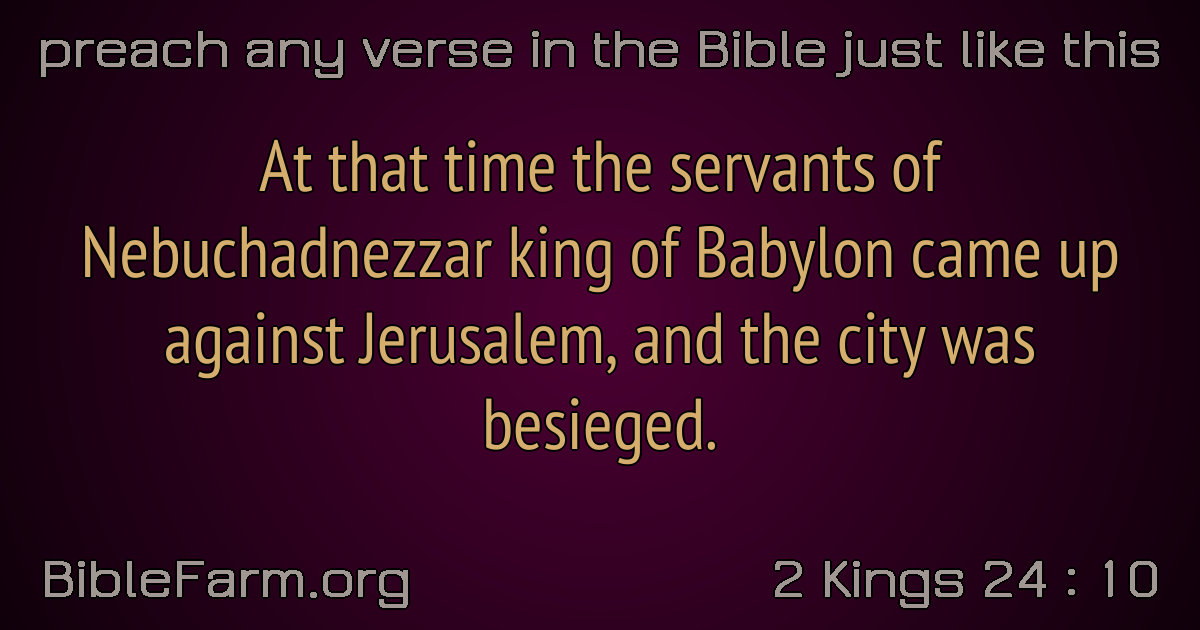 preach any verse in the Bible just like this
At that time the servants of
Nebuchadnezzar king of Babylon came up
against Jerusalem, and the city was
besieged.
BibleFarm.org
2 Kings 24 : 10